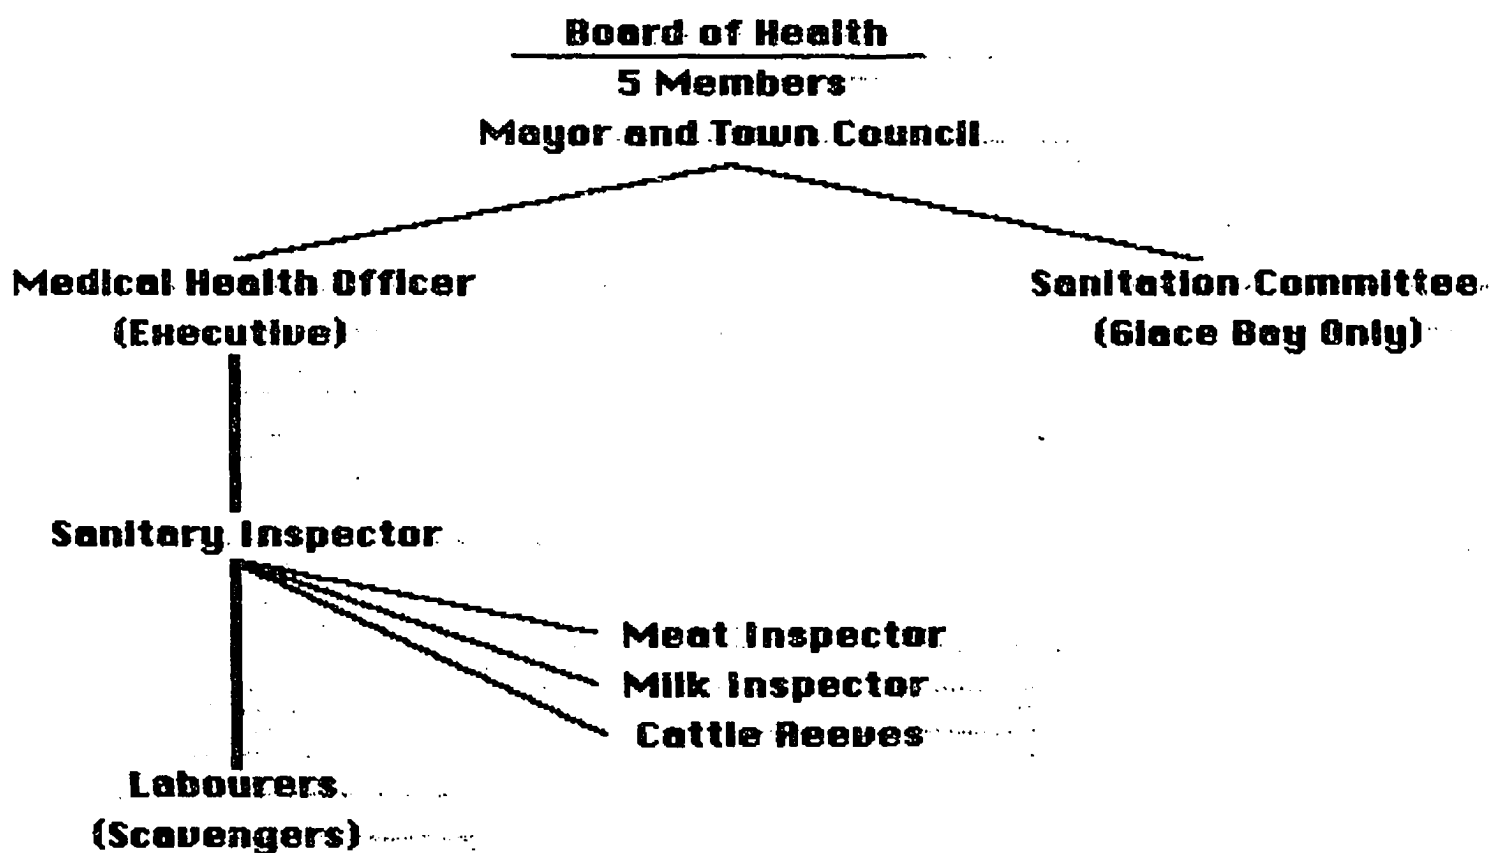 Board of Health
5 Members
Mayor and Town Council
Medical Health Officer
(Executive)
Sanitation Committee
(Glace Bay Only)
Sanitary Inspector
Meat Inspector
Milk Inspector
Cattle Reeves
Labourers
(Scavengers)